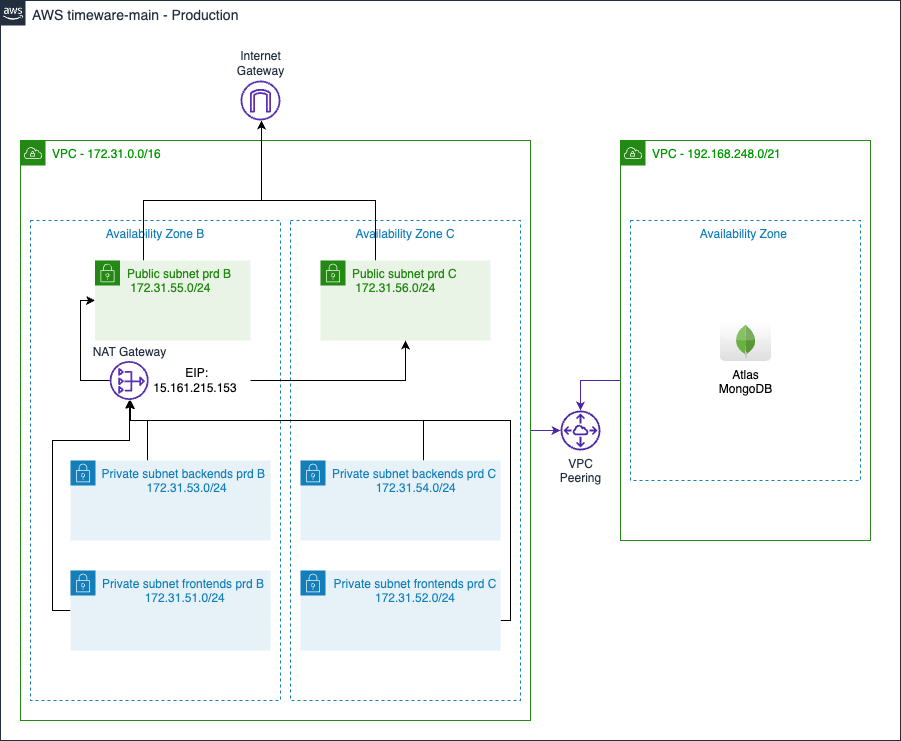 aws
AWS timeware-main - Production
Internet
Gateway
VPC - 172.31.0.0/16
VPC - 192.168.248.0/21
Availability Zone B
Availability Zone C
Availability Zone
Public subnet prd B
172.31.55.0/24
Public subnet prd C
172.31.56.0/24
NAT Gateway
EIP:
15.161.215.153
Atlas
MongoDB
VPC
Peering
Private subnet backends prd B
172.31.53.0/24
Private subnet backends prd C
172.31.54.0/24
Private subnet frontends prd B
172.31.51.0/24
Private subnet frontends prd C
172.31.52.0/24